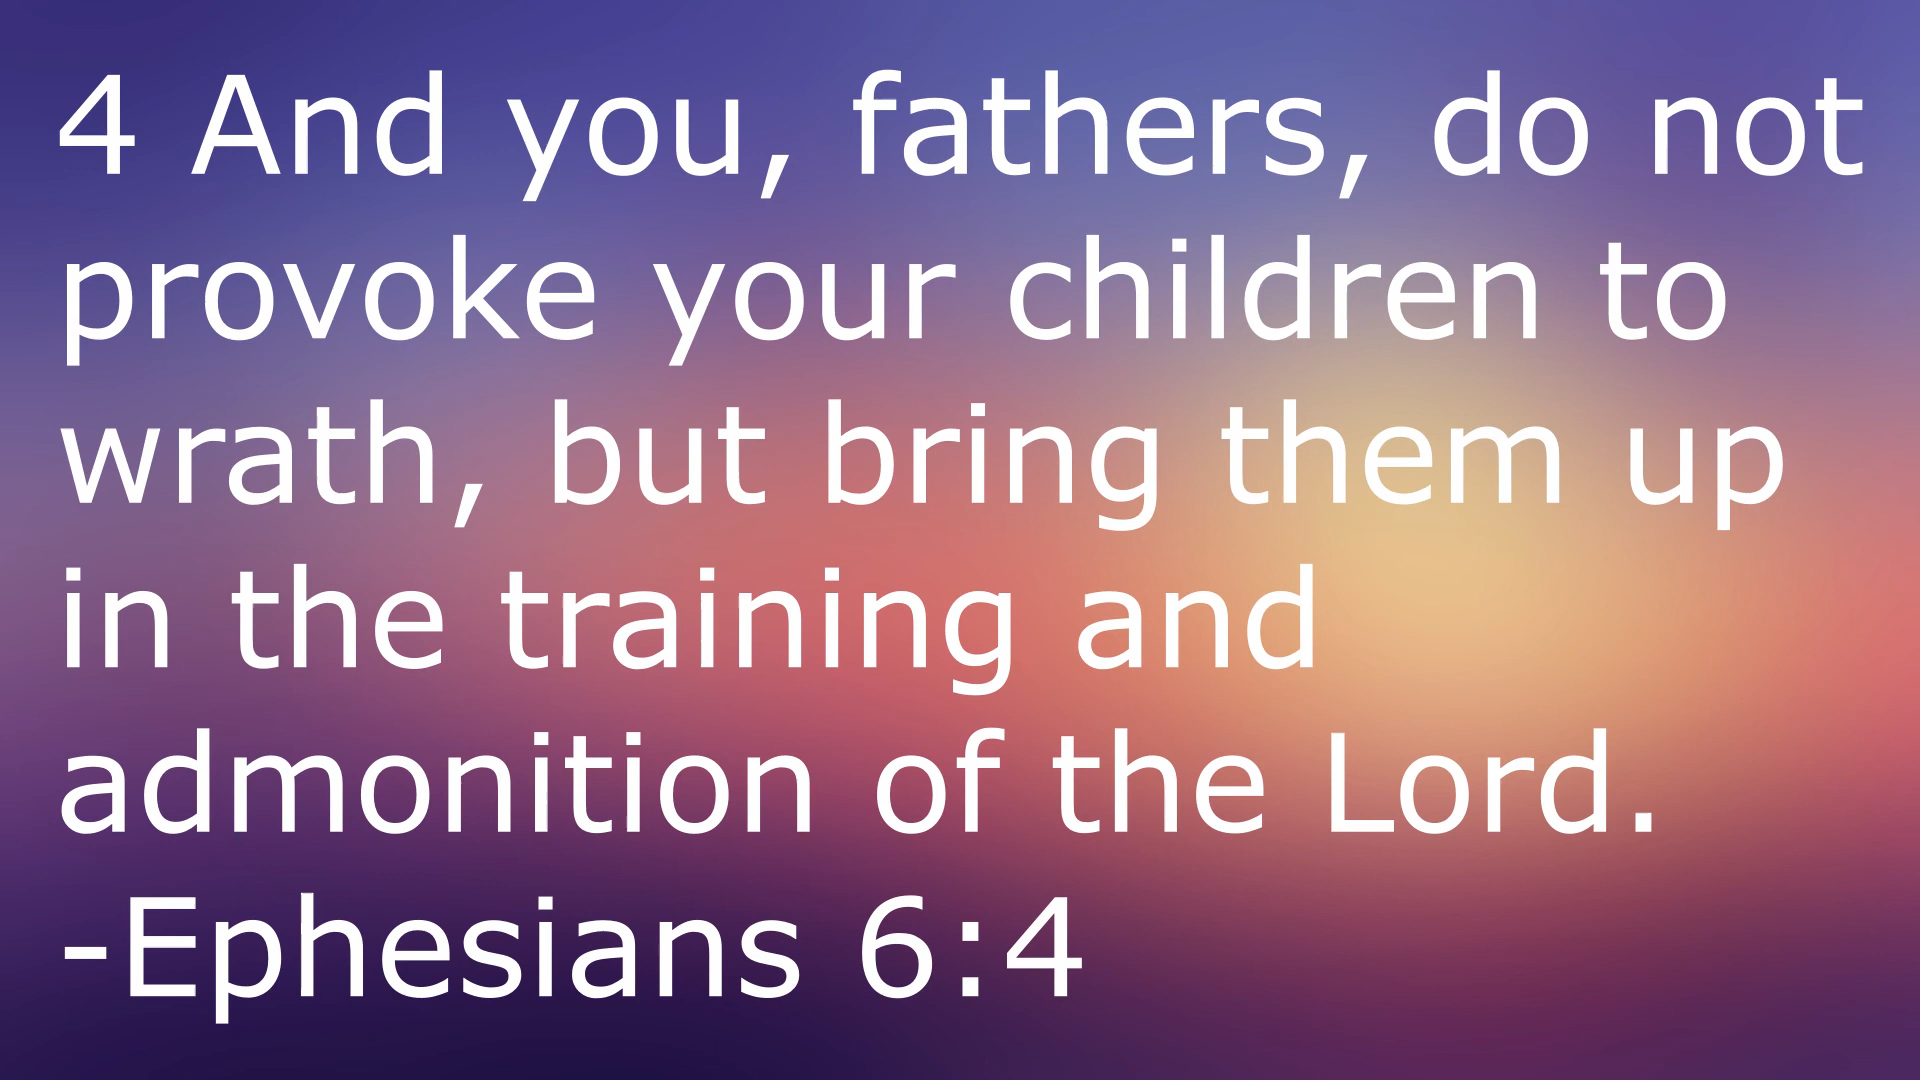 4 And you, fathers, do not
provoke your children to
wrath, but bring them up
in the training and
admonition of the Lord.
-Ephesians 6:4